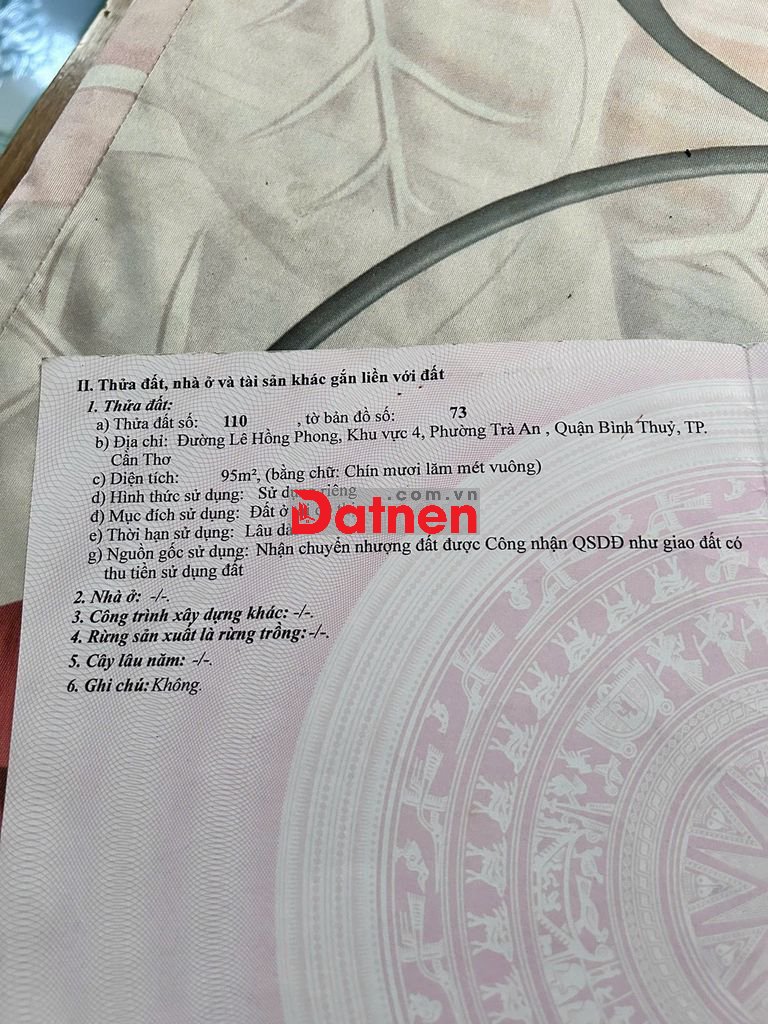 II. Thửa đất, nhà ở và tài sản khác gắn liền với đất
1. Thửa đất:
a) Thửa đất số: 110 , tờ bản đồ số: 73
b) Địa chỉ: Đường Lê Hồng Phong, Khu vực 4, Phường Trà An , Quận Bình Thuỷ, TP.
Cần Thơ
c) Diện tích: 95m², (bằng chữ: Chín mươi lăm mét vuông)
d) Hình thức sử dụng: Sử dụng riêng
đ) Mục đích sử dụng: Đất ở
e) Thời hạn sử dụng: Lâu
g) Nguồn gốc sử dụng: Nhận chuyển nhượng đất được Công nhận QSDĐ như giao đất có
thu tiền sử dụng đất
2. Nhà ở: -/-.
3. Công trình xây dựng khác: -/-.
4. Rừng sản xuất là rừng trồng: -/-.
5. Cây lâu năm: -/-.
6. Ghi chú: Không.
Datnen
.com.vn